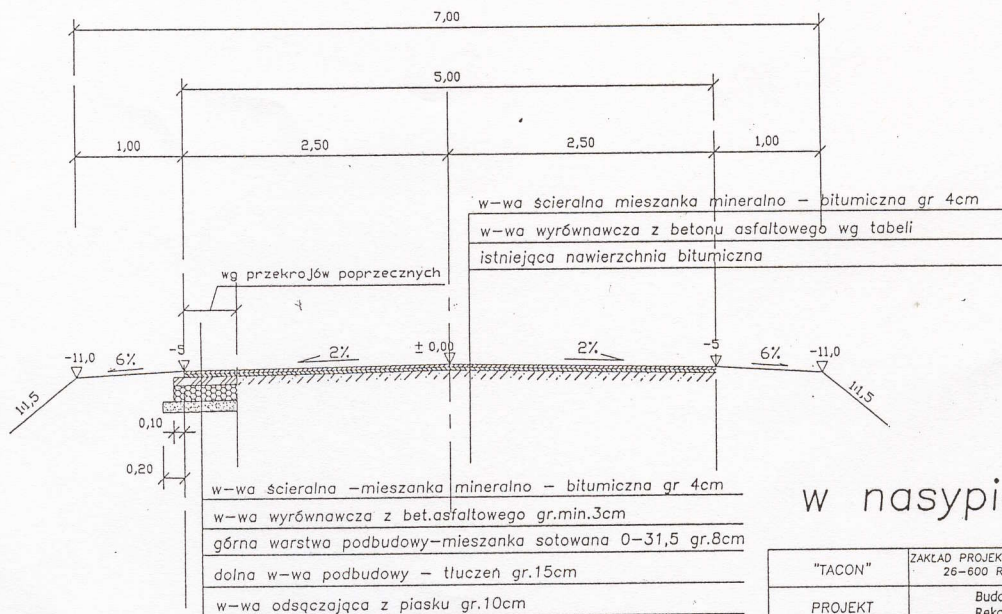 7,00
5,00
1,00 2,50 2,50 1,00
w-wa ścieralna mieszanka mineralno - bitumiczna gr 4cm
w-wa wyrównawcza z betonu asfaltowego wg tabeli
istniejąca nawierzchnia bitumiczna
wg przekrojów poprzecznych
-11,0 6% -5 2% ± 0,00 2% -5 6% -11,0
1:1,5 1:1,5
0,10
0,20
w-wa ścieralna -mieszanka mineralno - bitumiczna gr 4cm
w-wa wyrównawcza z bet.asfaltowego gr.min.3cm
górna warstwa podbudowy-mieszanka sotowana 0-31,5 gr.8cm
dolna w-wa podbudowy - tłuczeń gr.15cm
w-wa odsączająca z piasku gr.10cm
w nasypi
"TACON" ZAKŁAD PROJEK
26-600 R
PROJEKT Budo